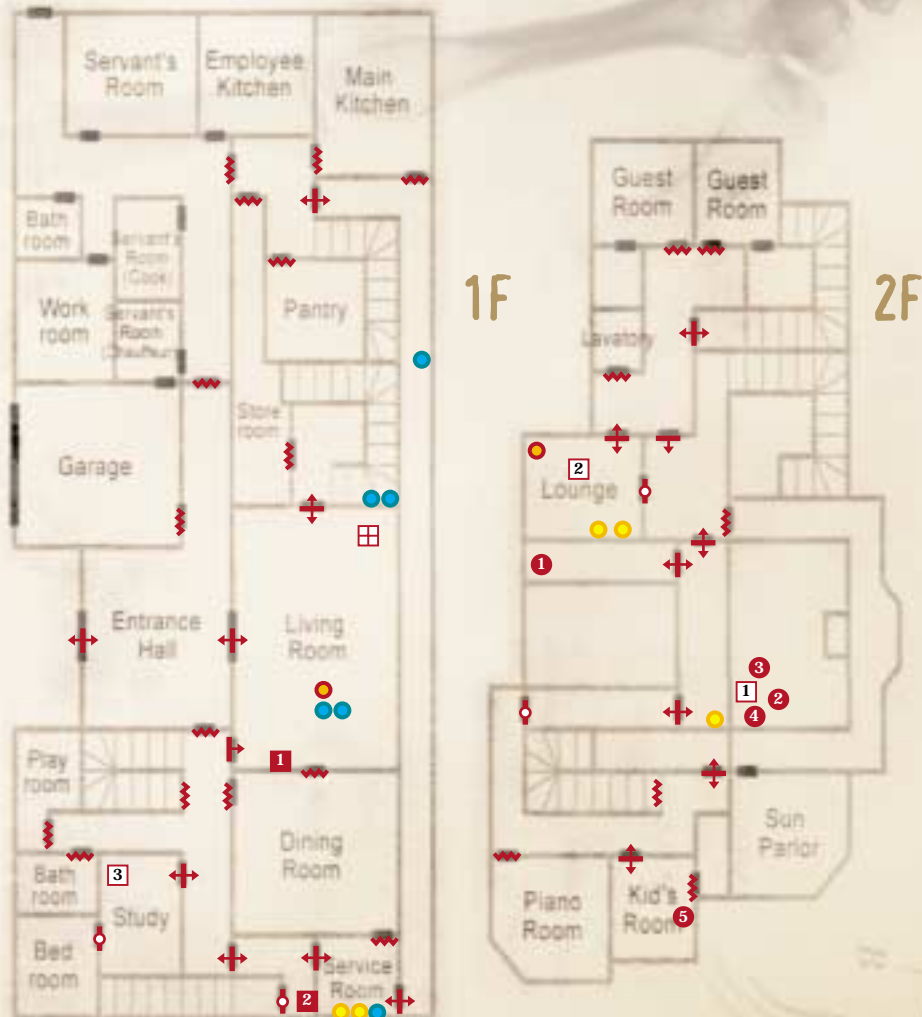 Servant's
Room
Employee
Kitchen
Main
Kitchen
Bath
room
Servant's
Room
(Cook)
Work
room
Servant's
Room
(Chauffeur)
Pantry
1F
Store
room
Garage
Entrance
Hall
Living
Room
1
Play
room
Dining
Room
Bath
room
3
Study
Bed
room
Service
Room
2
Guest
Room
Guest
Room
2F
Lavatory
2
Lounge
1
3
1
2
4
Sun
Parlor
Piano
Room
Kid's
Room
5